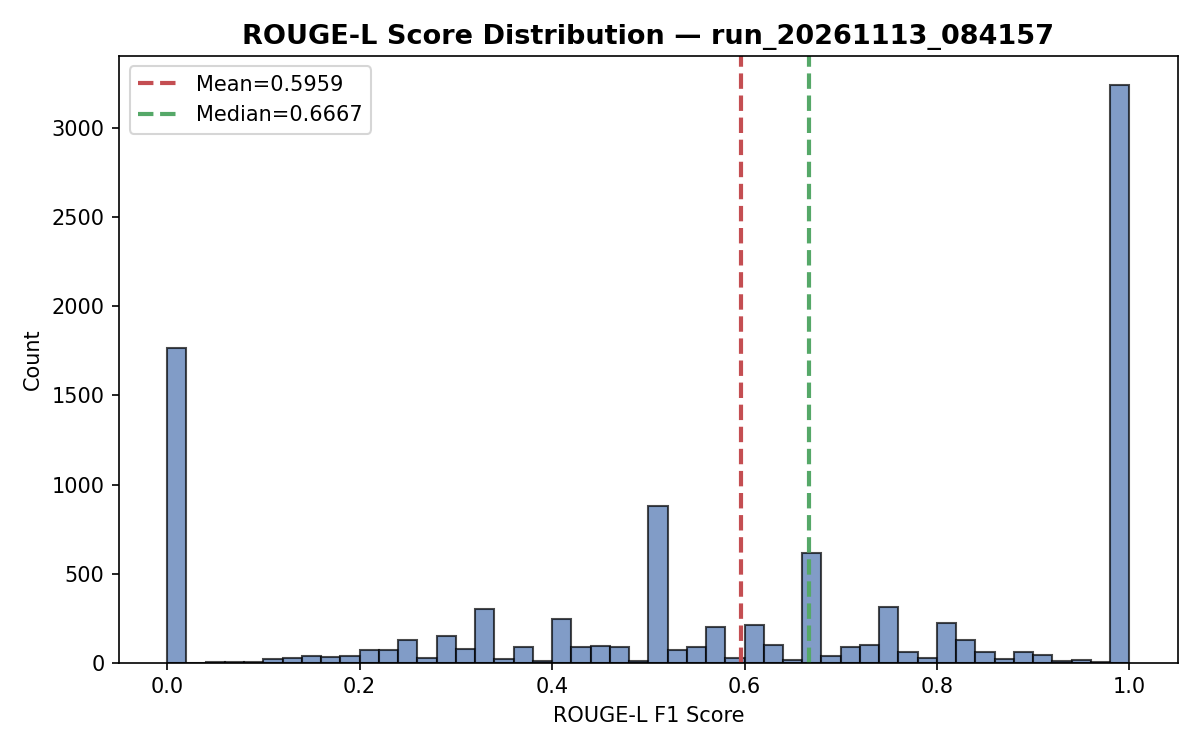 ROUGE-L Score Distribution — run_20261113_084157
Mean=0.5959
Median=0.6667
3000
2500
2000
1500
1000
500
0
Count
0.0 0.2 0.4 0.6 0.8 1.0
ROUGE-L F1 Score